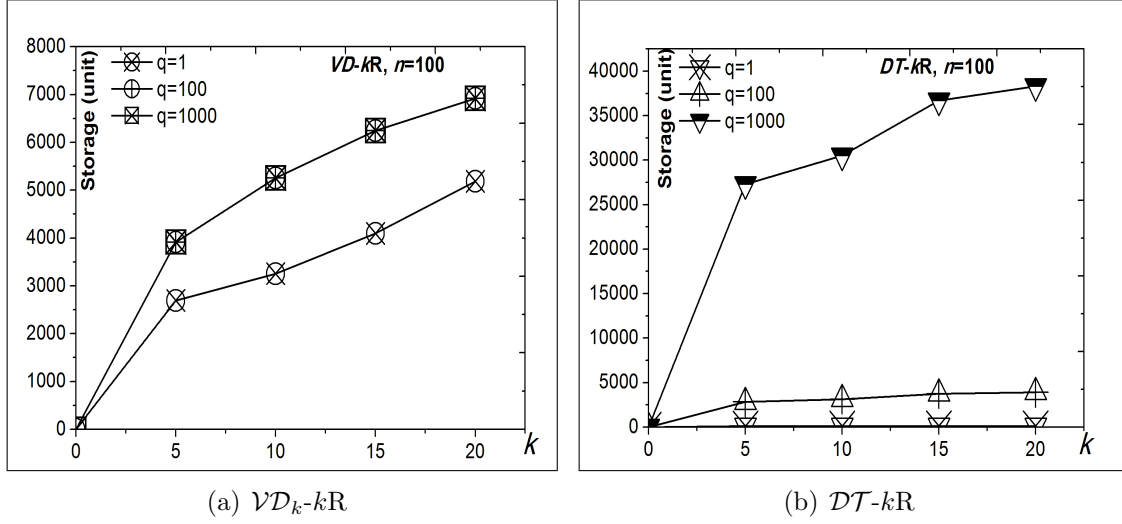 8000
7000
6000
5000
4000
3000
2000
1000
0
Storage (unit)
q=1
q=100
q=1000
VD-kR, n=100
0 5 10 15 20 k
(a) 𝒱𝒟ₖ-kR
40000
35000
30000
25000
20000
15000
10000
5000
0
Storage (unit)
q=1
q=100
q=1000
DT-kR, n=100
0 5 10 15 20 k
(b) 𝒟𝒯-kR